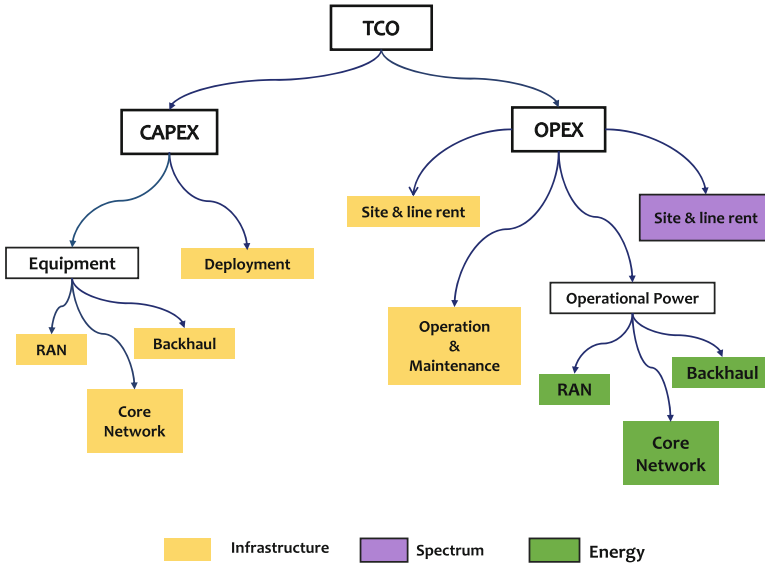 TCO
CAPEX
OPEX
Site & line rent
Site & line rent
Equipment
Deployment
Operational Power
RAN
Backhaul
Operation
&
Maintenance
Core
Network
RAN
Backhaul
Core
Network
Infrastructure
Spectrum
Energy